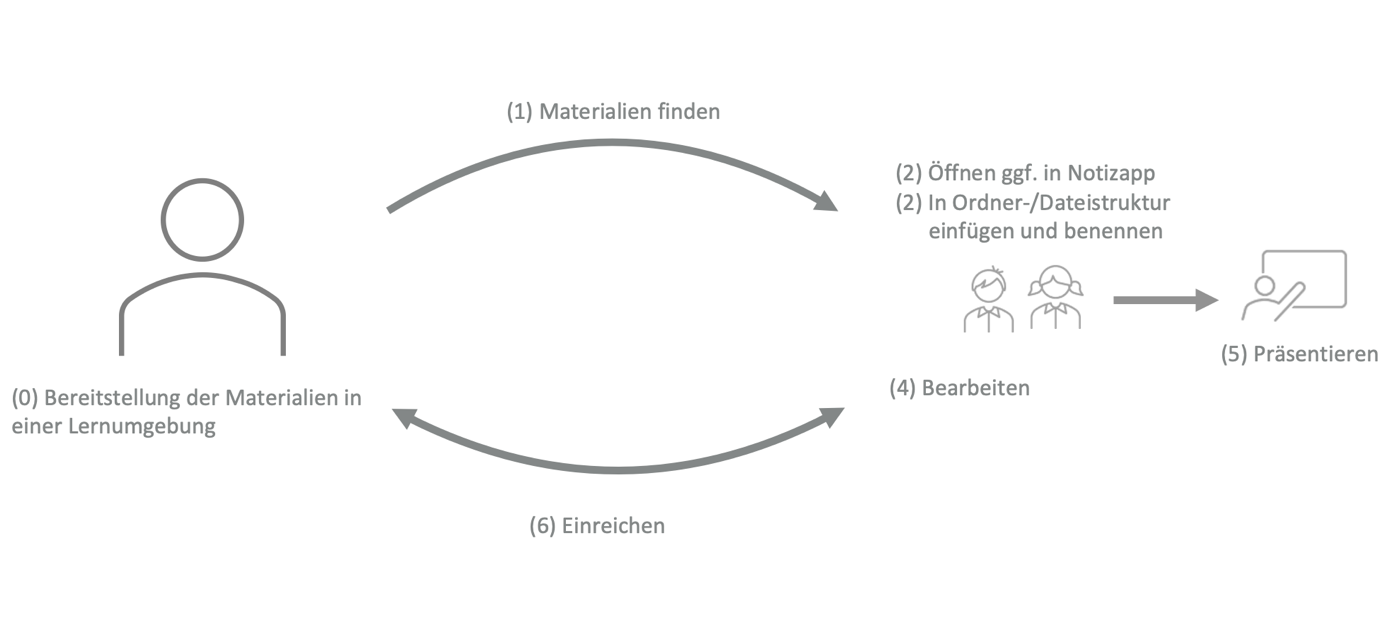 (1) Materialien finden
(2) Öffnen ggf. in Notizapp
(2) In Ordner-/Dateistruktur
einfügen und benennen
(5) Präsentieren
(4) Bearbeiten
(0) Bereitstellung der Materialien in
einer Lernumgebung
(6) Einreichen